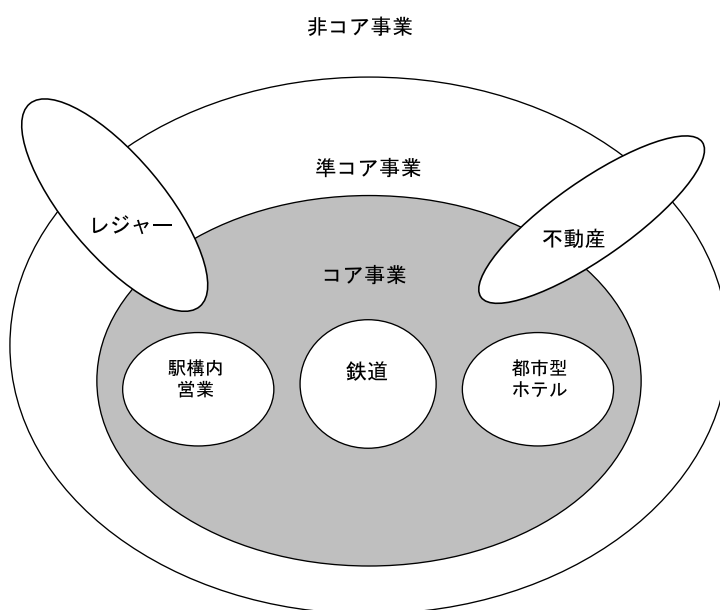 非コア事業
準コア事業
レジャー
不動産
コア事業
駅構内
営業
鉄道
都市型
ホテル